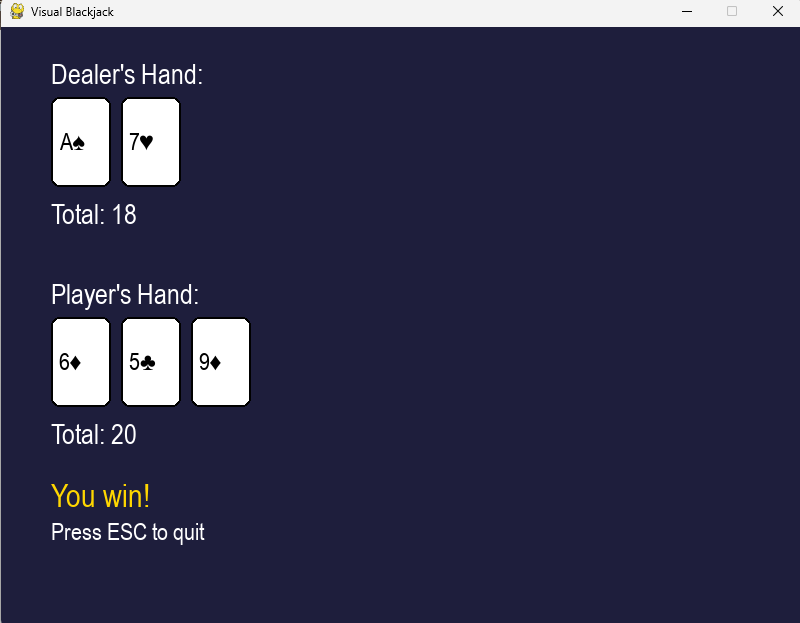 Visual Blackjack
Dealer's Hand:
A♠ 7♥
Total: 18
Player's Hand:
6♦ 5♣ 9♦
Total: 20
You win!
Press ESC to quit